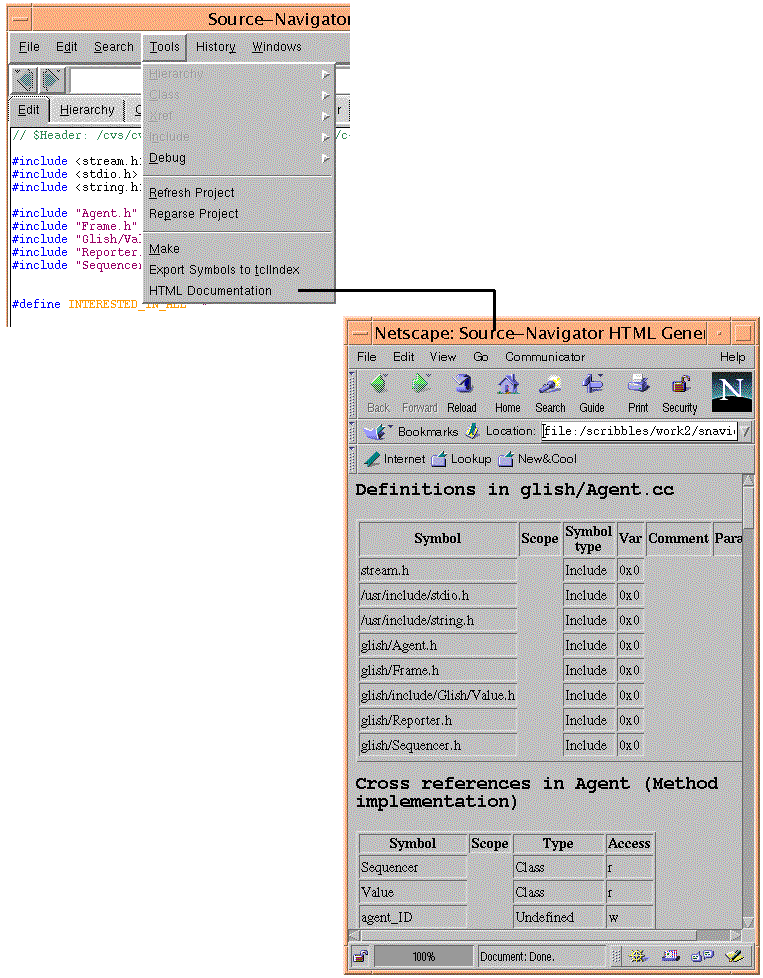 Source-Navigator
File Edit Search Tools History Windows
Hierarchy
Class
Xref
Include
Debug
Refresh Project
Reparse Project
Make
Export Symbols to tclIndex
HTML Documentation
Edit Hierarchy
// $Header: /cvs/
#include <stream.h
#include <stdio.h>
#include <string.h
#include "Agent.h"
#include "Frame.h"
#include "Glish/Val
#include "Reporter.
#include "Sequencer
#define INTERESTED_IN_ALL "
Netscape: Source-Navigator HTML Gener
File Edit View Go Communicator Help
Back Forward Reload Home Search Guide Print Security
N
Bookmarks Location: file:/scribbles/work2/snavi
Internet Lookup New&Cool
Definitions in glish/Agent.cc
Symbol Scope Symbol type Var Comment Para
stream.h Include 0x0
/usr/include/stdio.h Include 0x0
/usr/include/string.h Include 0x0
glish/Agent.h Include 0x0
glish/Frame.h Include 0x0
glish/include/Glish/Value.h Include 0x0
glish/Reporter.h Include 0x0
glish/Sequencer.h Include 0x0
Cross references in Agent (Method
implementation)
Symbol Scope Type Access
Sequencer Class r
Value Class r
agent_ID Undefined w
100% Document: Done.